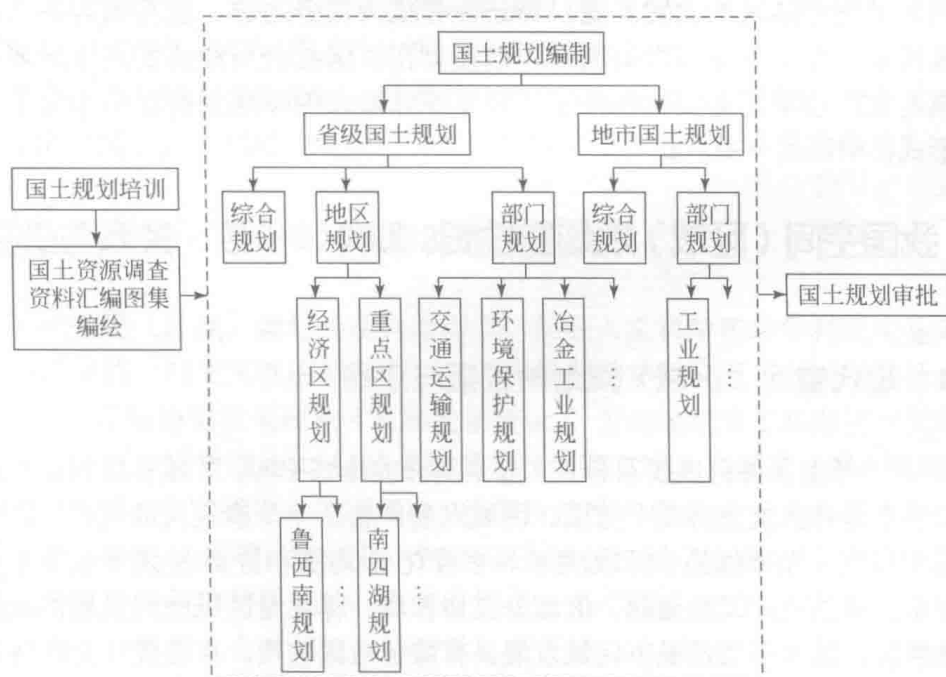 国土规划编制
省级国土规划
地市国土规划
国土规划培训
国土资源调查
资料汇编图集
编绘
综合
规划
地区
规划
部门
规划
综合
规划
部门
规划
国土规划审批
经济区规划
重点区规划
交通运输规划
环境保护规划
冶金工业规划
⋮
工业规划
⋮
鲁西南规划
南四湖规划
⋮